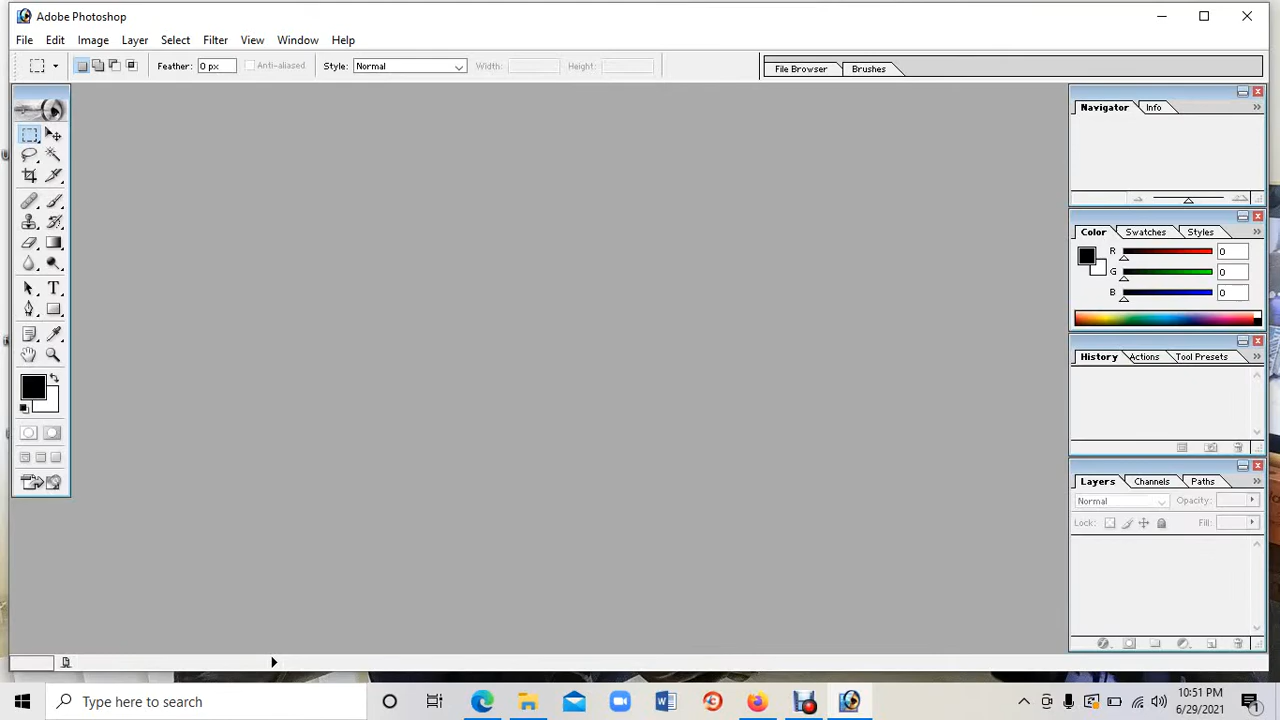 Adobe Photoshop
File Edit Image Layer Select Filter View Window Help
Feather: 0 px Anti-aliased Style: Normal Width: Height: File Browser Brushes
Navigator Info
Color Swatches Styles
R 0
G 0
B 0
T
History Actions Tool Presets
Layers Channels Paths
Normal Opacity:
Lock: Fill:
Type here to search
10:51 PM
6/29/2021